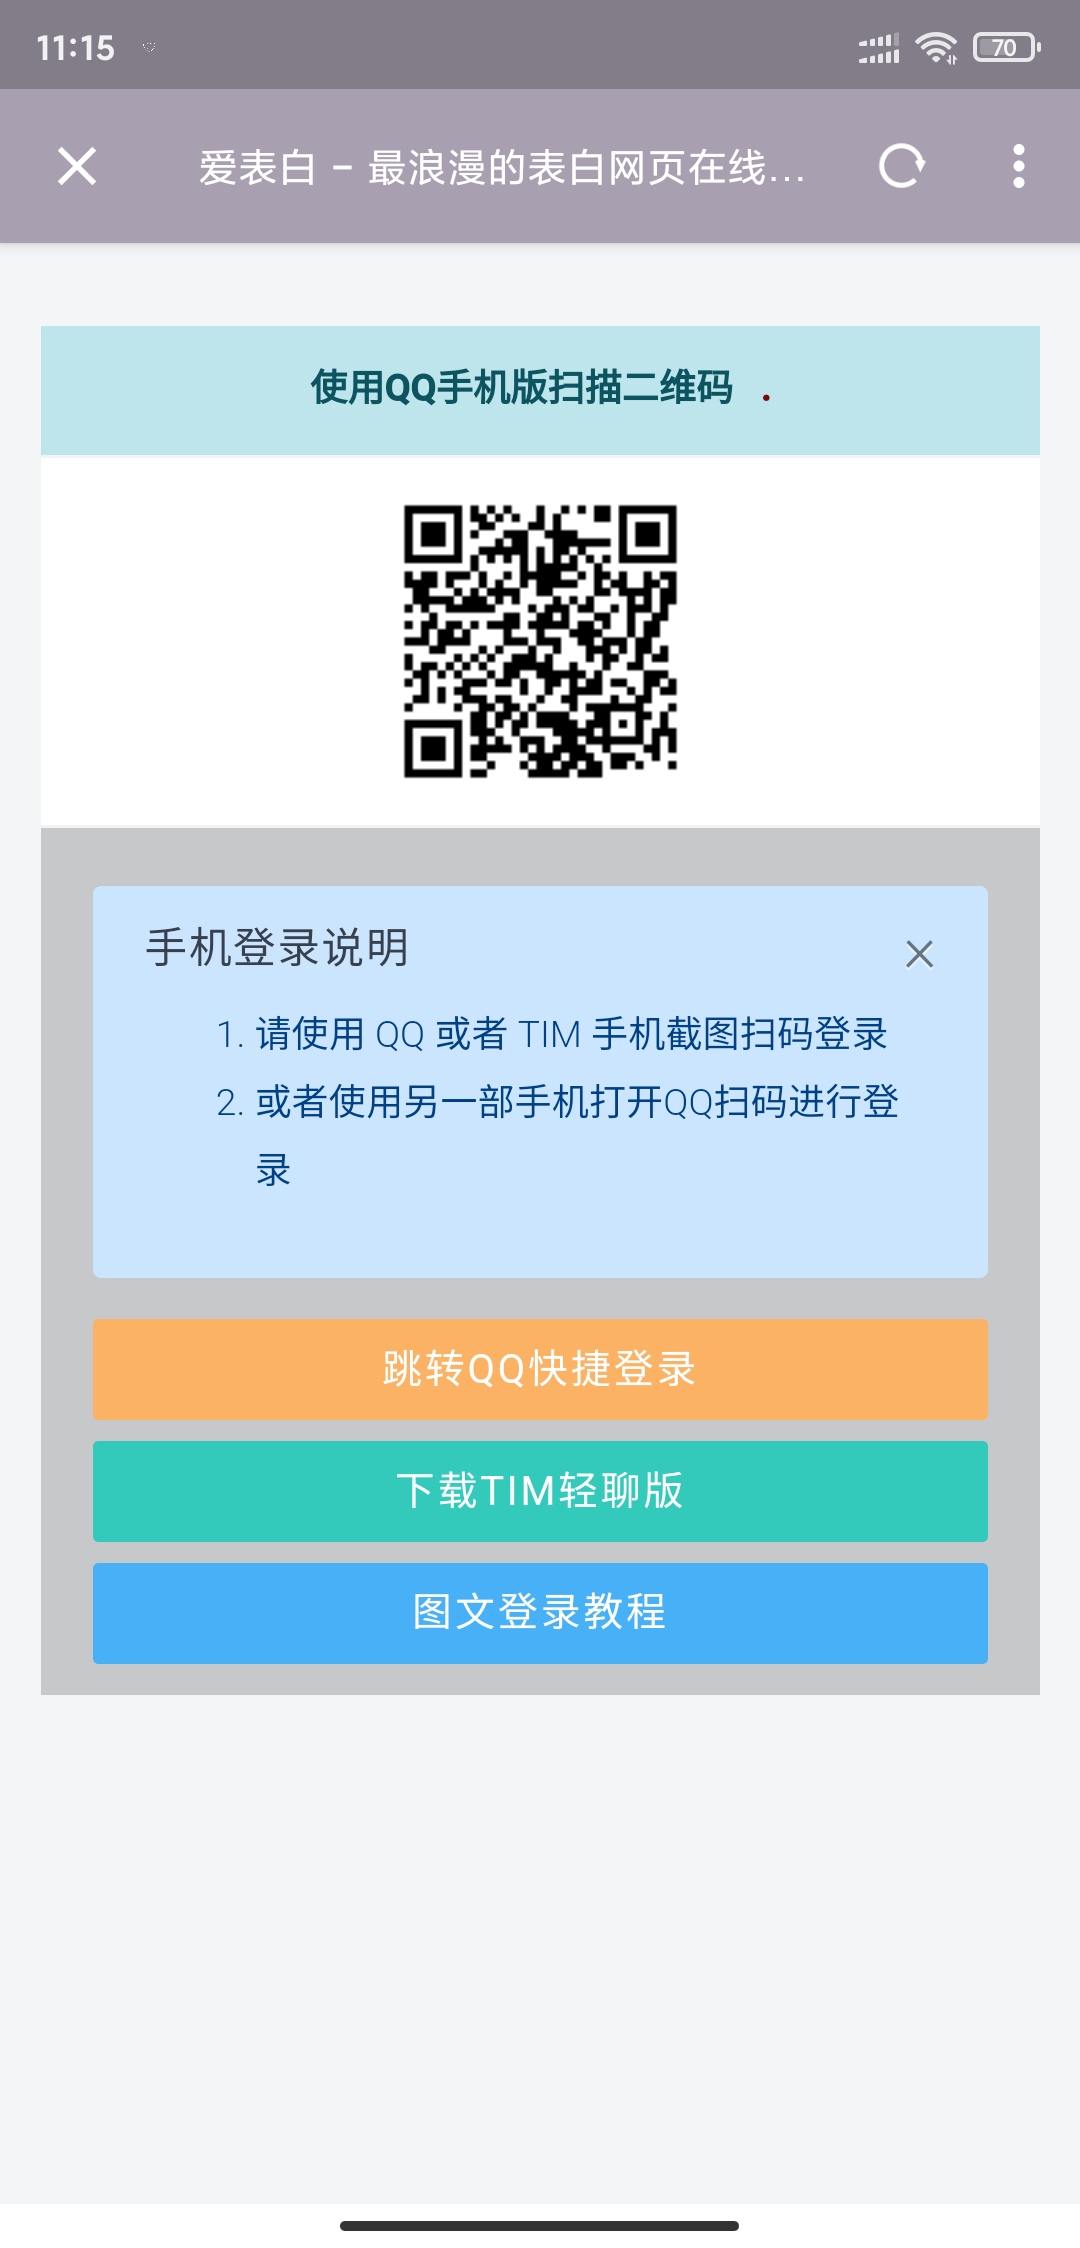 11:15
70
爱表白 – 最浪漫的表白网页在线...
使用QQ手机版扫描二维码 .
手机登录说明
1. 请使用 QQ 或者 TIM 手机截图扫码登录
2. 或者使用另一部手机打开QQ扫码进行登
录
跳转QQ快捷登录
下载TIM轻聊版
图文登录教程